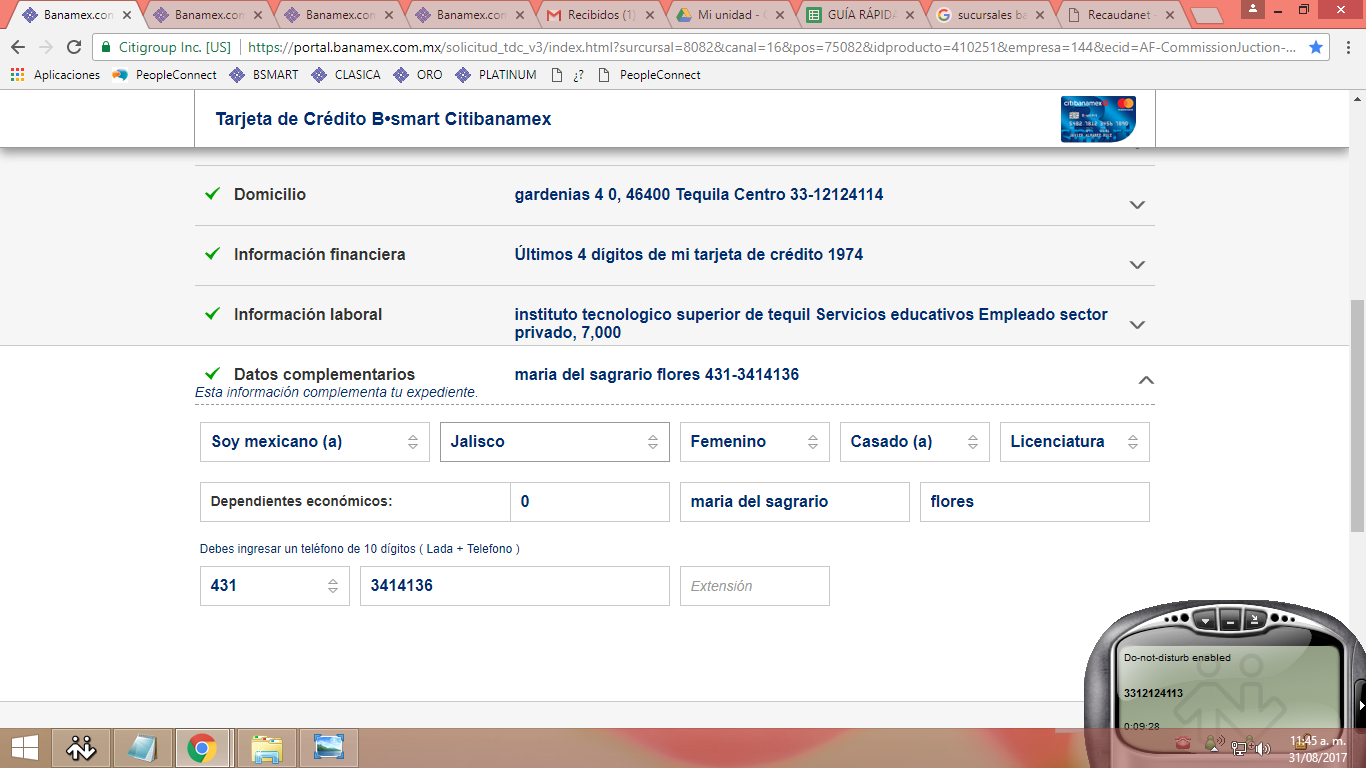 Banamex.con
Banamex.con
Banamex.con
Banamex.con
Recibidos (1)
Mi unidad -
GUÍA RÁPIDA
sucursales ba
Recaudanet
Citigroup Inc. [US] https://portal.banamex.com.mx/solicitud_tdc_v3/index.html?surcursal=8082&canal=16&pos=75082&idproducto=410251&empresa=144&ecid=AF-CommissionJuction-...
Aplicaciones PeopleConnect BSMART CLASICA ORO PLATINUM ¿? PeopleConnect
Tarjeta de Crédito B•smart Citibanamex
citibanamex
Domicilio gardenias 4 0, 46400 Tequila Centro 33-12124114
Información financiera Últimos 4 dígitos de mi tarjeta de crédito 1974
Información laboral instituto tecnologico superior de tequil Servicios educativos Empleado sector
privado, 7,000
Datos complementarios maria del sagrario flores 431-3414136
Esta información complementa tu expediente.
Soy mexicano (a) Jalisco Femenino Casado (a) Licenciatura
Dependientes económicos: 0 maria del sagrario flores
Debes ingresar un teléfono de 10 dígitos ( Lada + Telefono )
431 3414136 Extensión
Do-not-disturb enabled
3312124113
0:09:28
11:45 a. m.
31/08/2017